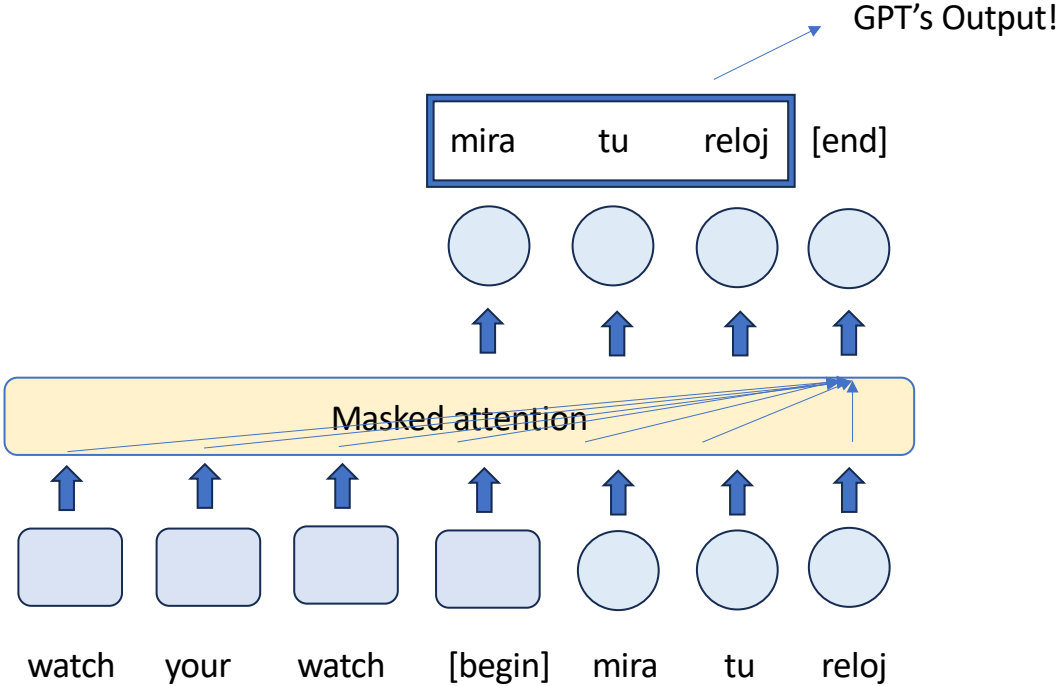 GPT's Output!
mira tu reloj [end]
Masked attention
watch your watch [begin] mira tu reloj